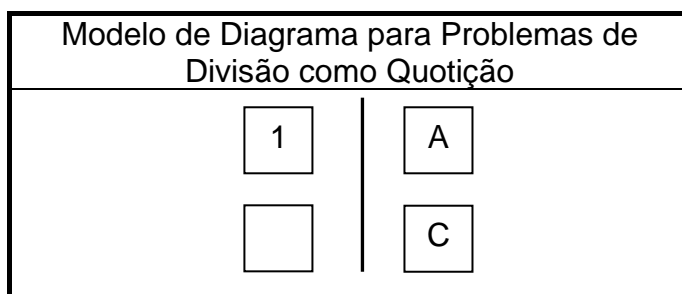 Modelo de Diagrama para Problemas de
Divisão como Quotição
1 A
C